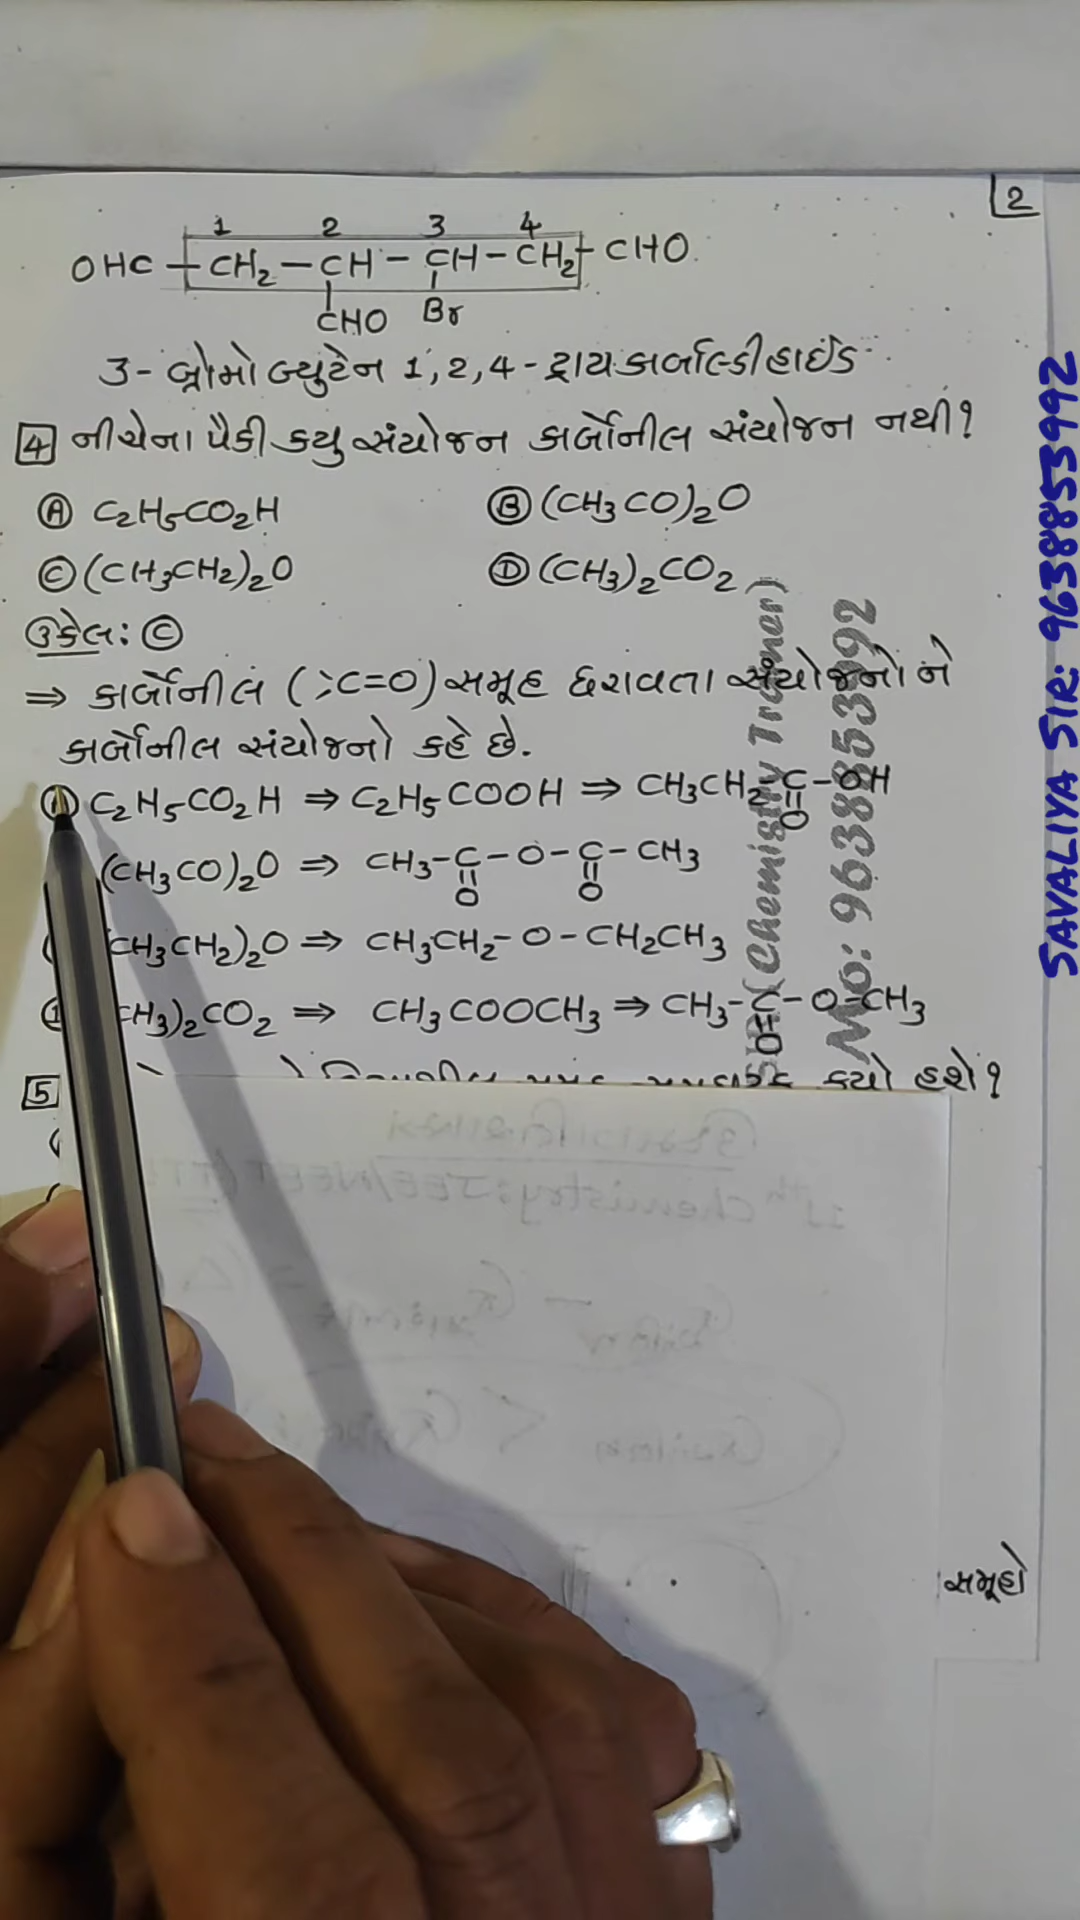 2
1 2 3 4
OHC - CH2 - CH - CH - CH2 - CHO
CHO Br
3- બ્રોમો બ્યુટેન 1,2,4 - ટ્રાયકાર્બાલ્ડીહાઈડ
4 નીચેના પૈકી ક્યુ સંયોજન કાર્બોનીલ સંયોજન નથી?
Ⓐ C2H5CO2H Ⓑ (CH3CO)2O
Ⓒ (CH3CH2)2O Ⓓ (CH3)2CO2
ઉકેલ: Ⓒ
⇒ કાર્બોનીલ (>C=O) સમૂહ ધરાવતા સંયોજનોને
કાર્બોનીલ સંયોજનો કહે છે.
C2H5CO2H ⇒ C2H5COOH ⇒ CH3CH2-C-OH
O
(CH3CO)2O ⇒ CH3-C-O-C-CH3
O O
CH3CH2)2O ⇒ CH3CH2-O-CH2CH3
CH3)2CO2 ⇒ CH3COOCH3 ⇒ CH3-C-O-CH3
O
5 કયો હશે?
સમૂહો
SAVALIYA SIR: 9638853992
(Chemistry Trainer)
Mo: 9638853992